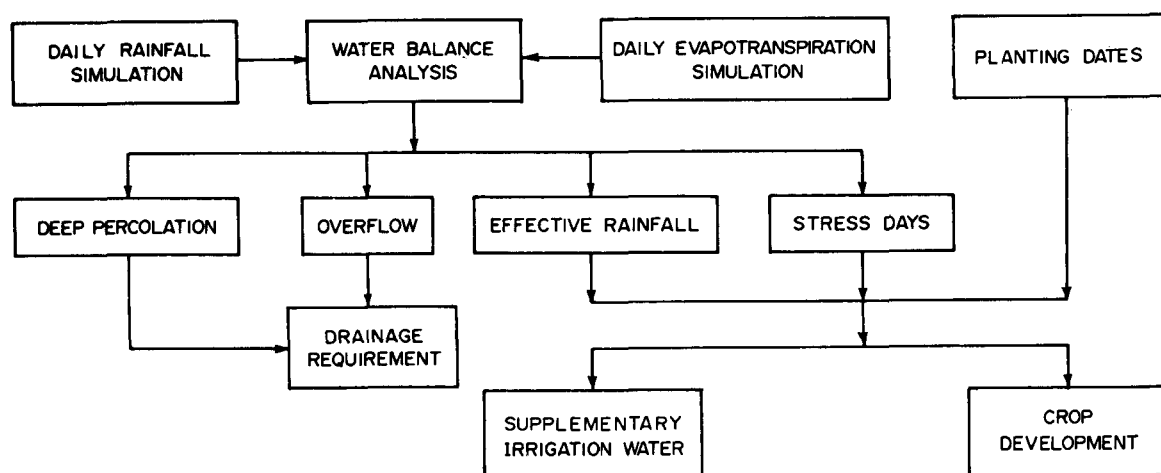 DAILY RAINFALL
SIMULATION
WATER BALANCE
ANALYSIS
DAILY EVAPOTRANSPIRATION
SIMULATION
PLANTING DATES
DEEP PERCOLATION
OVERFLOW
EFFECTIVE RAINFALL
STRESS DAYS
DRAINAGE
REQUIREMENT
SUPPLEMENTARY
IRRIGATION WATER
CROP
DEVELOPMENT